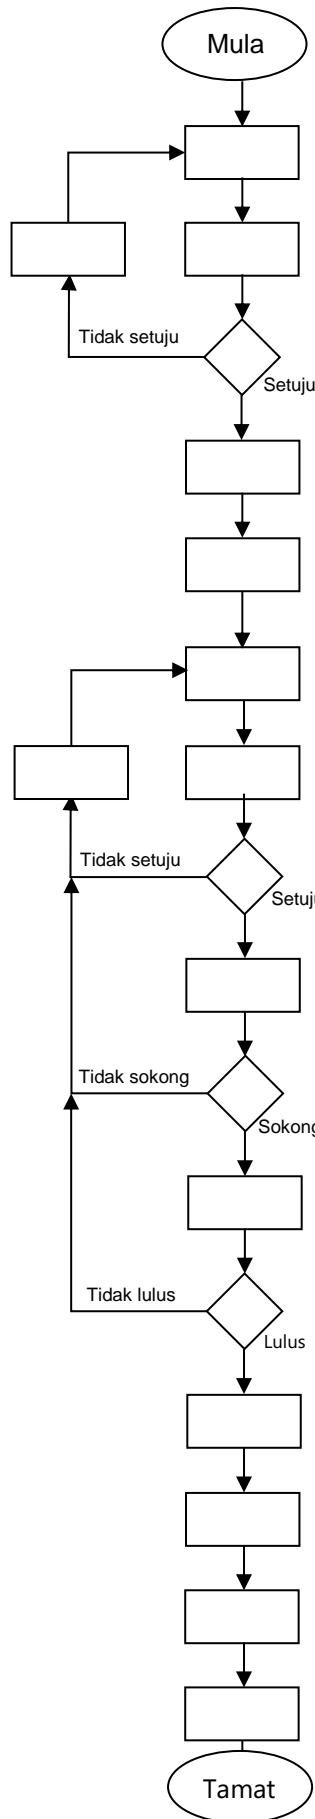 Mula
Tidak setuju
Setuju
Tidak setuju
Setuju
Tidak sokong
Sokong
Tidak lulus
Lulus
Tamat